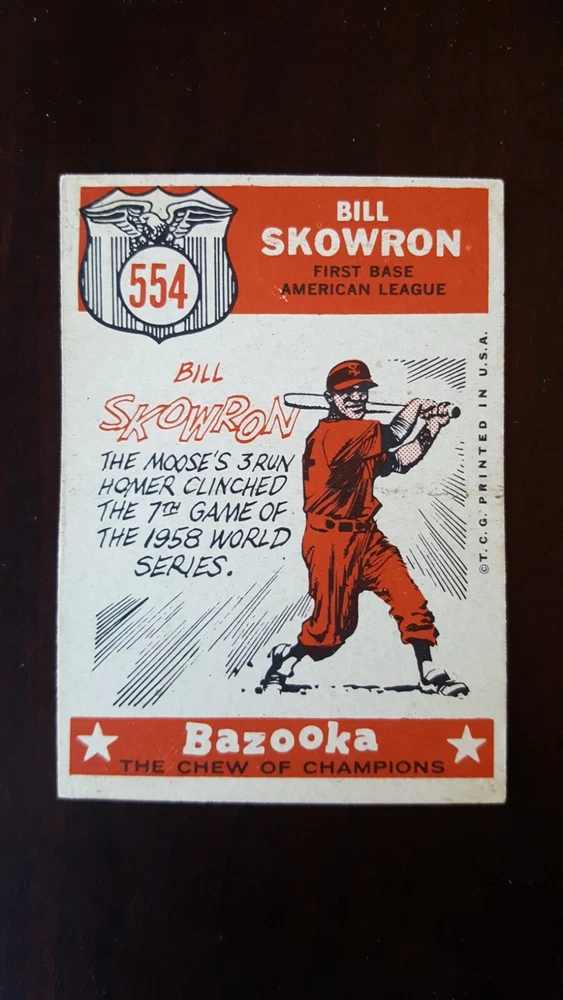 554
BILL
SKOWRON
FIRST BASE
AMERICAN LEAGUE
BILL
SKOWRON
THE MOOSE'S 3 RUN
HOMER CLINCHED
THE 7TH GAME OF
THE 1958 WORLD
SERIES.
© T.C.G. PRINTED IN U.S.A.
Bazooka
THE CHEW OF CHAMPIONS